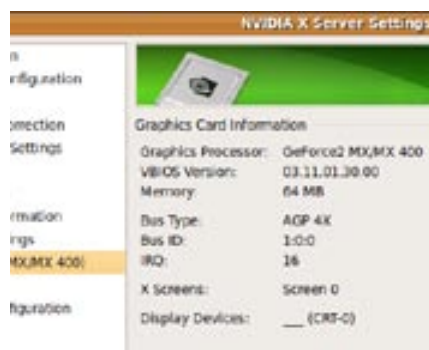 NVIDIA X Server Settings
n
nfiguration
orrection
Settings
rmation
ngs
MX/MX 400)
figuration
Graphics Card Information
Graphics Processor: GeForce2 MX/MX 400
VBIOS Version: 03.11.01.30.00
Memory: 64 MB
Bus Type: AGP 4X
Bus ID: 1:0:0
IRQ: 16
X Screens: Screen 0
Display Devices: ___ (CRT-0)